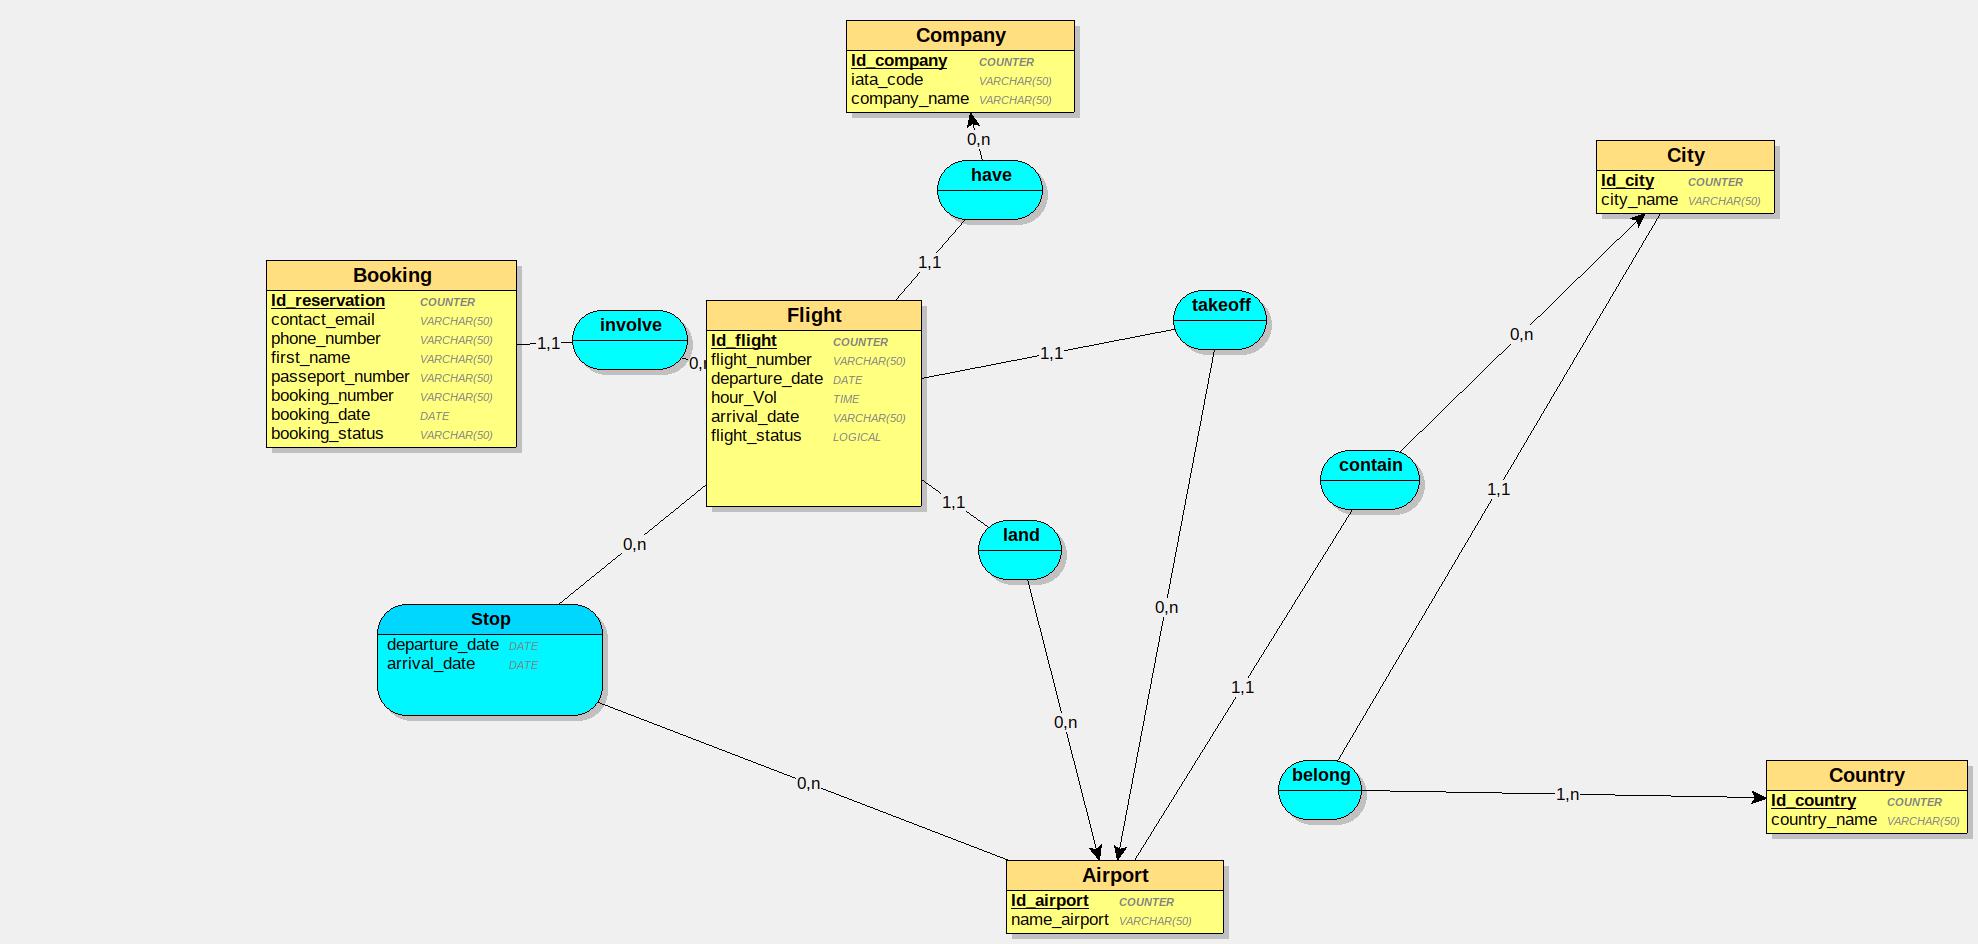 Company
Id_company COUNTER
iata_code VARCHAR(50)
company_name VARCHAR(50)
0,n
have
1,1
City
Id_city COUNTER
city_name VARCHAR(50)
Booking
Id_reservation COUNTER
contact_email VARCHAR(50)
phone_number VARCHAR(50)
first_name VARCHAR(50)
passeport_number VARCHAR(50)
booking_number VARCHAR(50)
booking_date DATE
booking_status VARCHAR(50)
1,1
involve
Flight
Id_flight COUNTER
flight_number VARCHAR(50)
departure_date DATE
hour_Vol TIME
arrival_date VARCHAR(50)
flight_status LOGICAL
takeoff
1,1
0,n
contain
0,n
1,1
1,1
land
1,1
0,n
0,n
Stop
departure_date DATE
arrival_date DATE
0,n
belong
1,n
Country
Id_country COUNTER
country_name VARCHAR(50)
Airport
Id_airport COUNTER
name_airport VARCHAR(50)